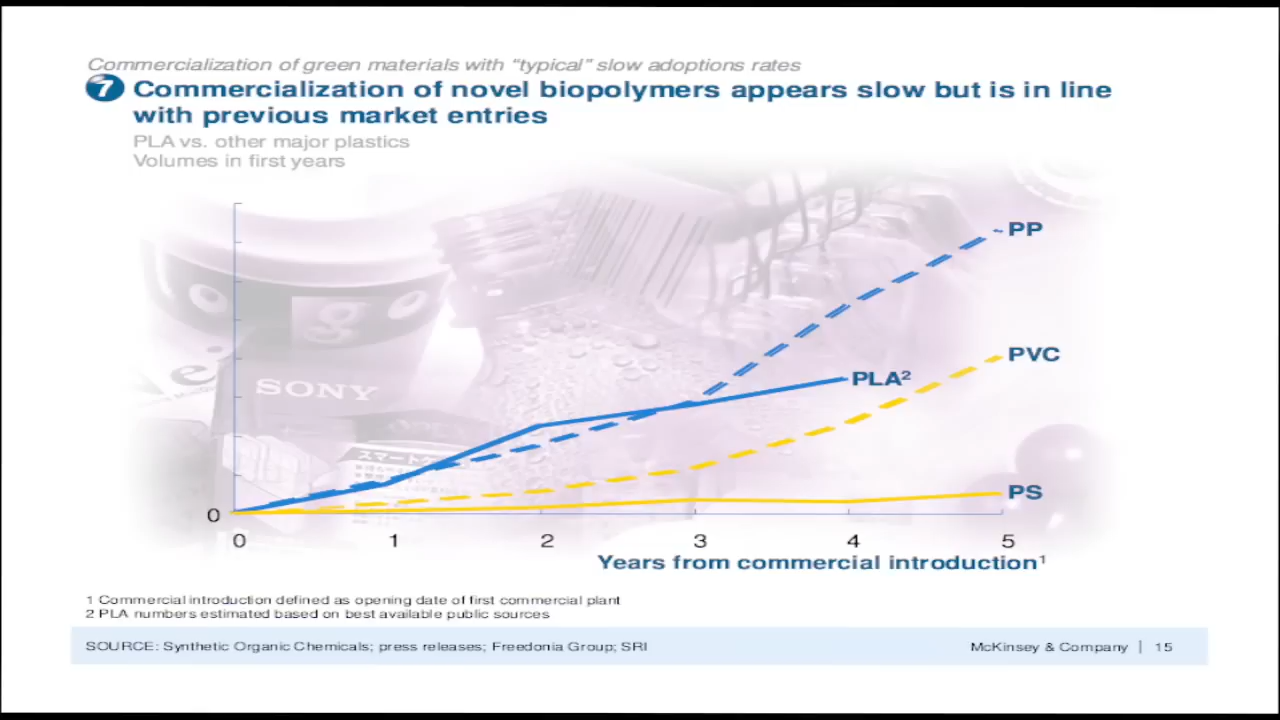 Commercialization of green materials with “typical” slow adoptions rates
7 Commercialization of novel biopolymers appears slow but is in line
with previous market entries
PLA vs. other major plastics
Volumes in first years
PP
PVC
PLA²
SONY
PS
0
0 1 2 3 4 5
Years from commercial introduction¹
1 Commercial introduction defined as opening date of first commercial plant
2 PLA numbers estimated based on best available public sources
SOURCE: Synthetic Organic Chemicals; press releases; Freedonia Group; SRI
McKinsey & Company | 15